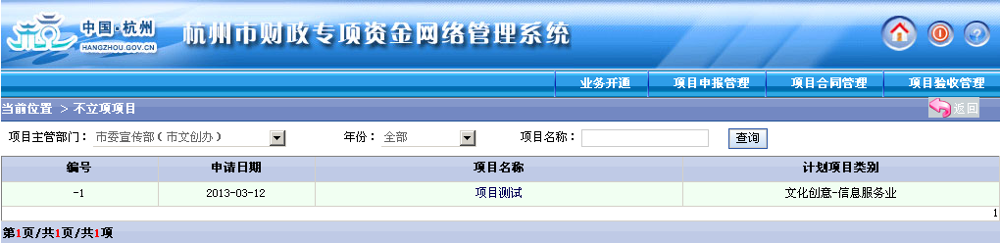 中国·杭州
HANGZHOU.GOV.CN
杭州市财政专项资金网络管理系统
业务开通 项目申报管理 项目合同管理 项目验收管理
当前位置 > 不立项项目 返回
项目主管部门： 市委宣传部（市文创办） 年份： 全部 项目名称： 查询
编号 申请日期 项目名称 计划项目类别
-1 2013-03-12 项目测试 文化创意-信息服务业
1
第1页/共1页/共1项